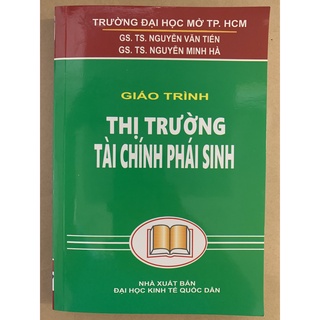 TRƯỜNG ĐẠI HỌC MỞ TP. HCM
GS. TS. NGUYỄN VĂN TIẾN
GS. TS. NGUYỄN MINH HÀ
GIÁO TRÌNH
THỊ TRƯỜNG
TÀI CHÍNH PHÁI SINH
NHÀ XUẤT BẢN
ĐẠI HỌC KINH TẾ QUỐC DÂN